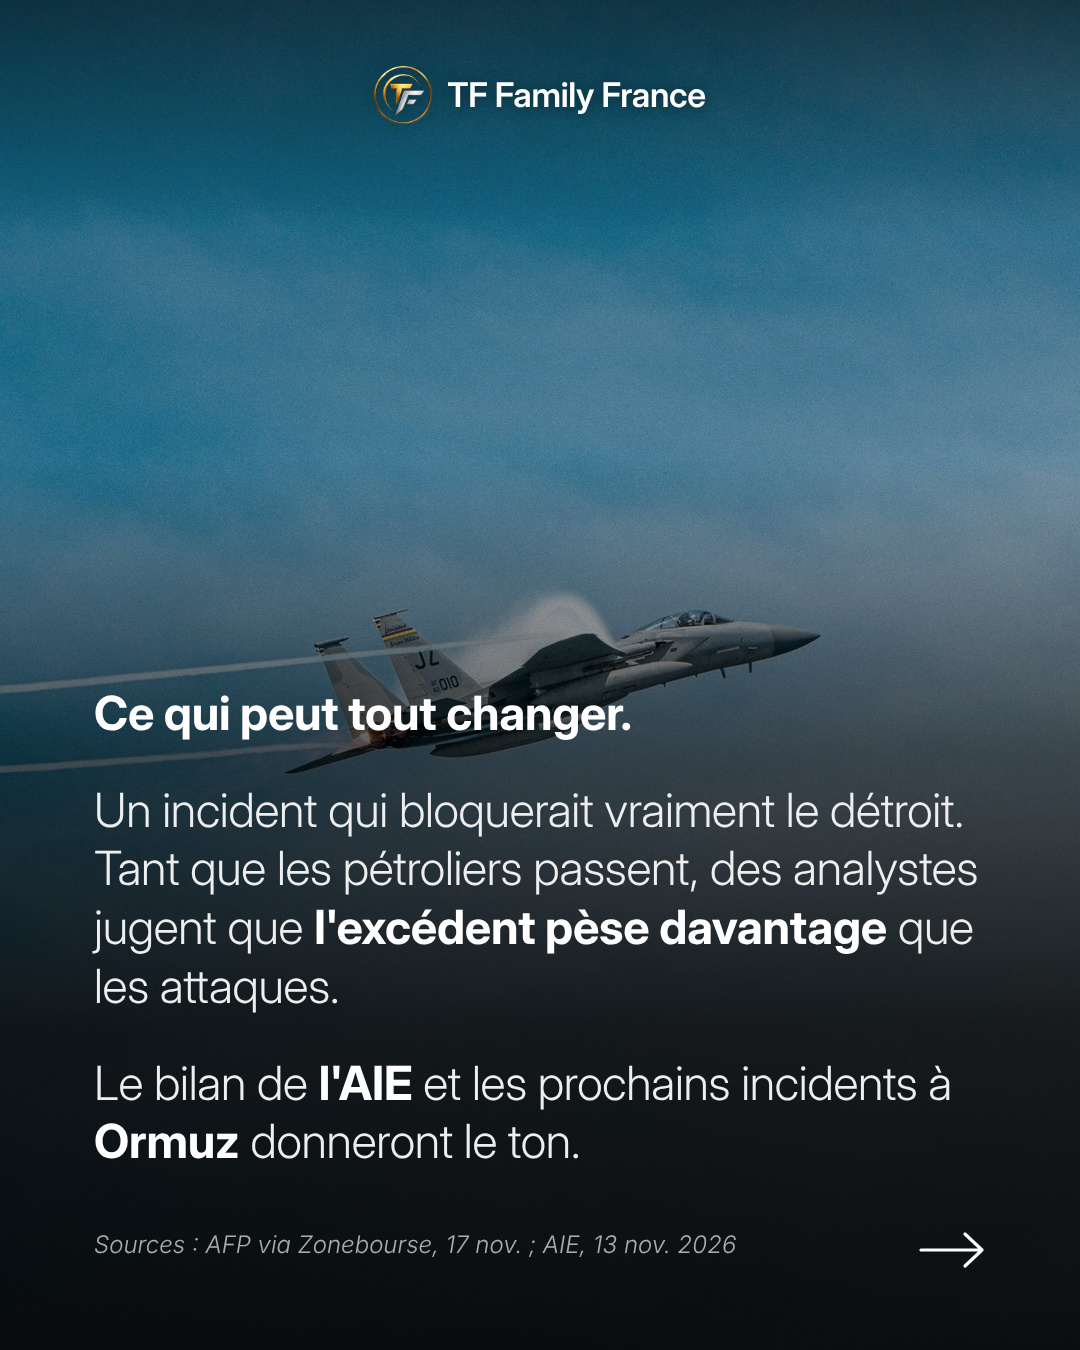 TF Family France
JZ
010
Ce qui peut tout changer.
Un incident qui bloquerait vraiment le détroit.
Tant que les pétroliers passent, des analystes
jugent que l'excédent pèse davantage que
les attaques.
Le bilan de l'AIE et les prochains incidents à
Ormuz donneront le ton.
Sources : AFP via Zonebourse, 17 nov. ; AIE, 13 nov. 2026